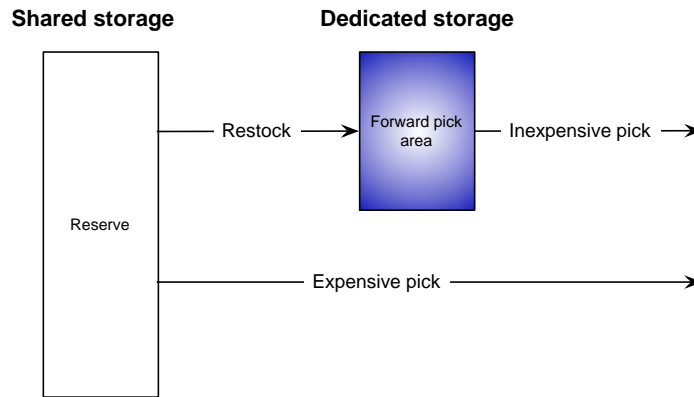 Shared storage
Dedicated storage
Restock
Forward pick
area
Inexpensive pick
Reserve
Expensive pick